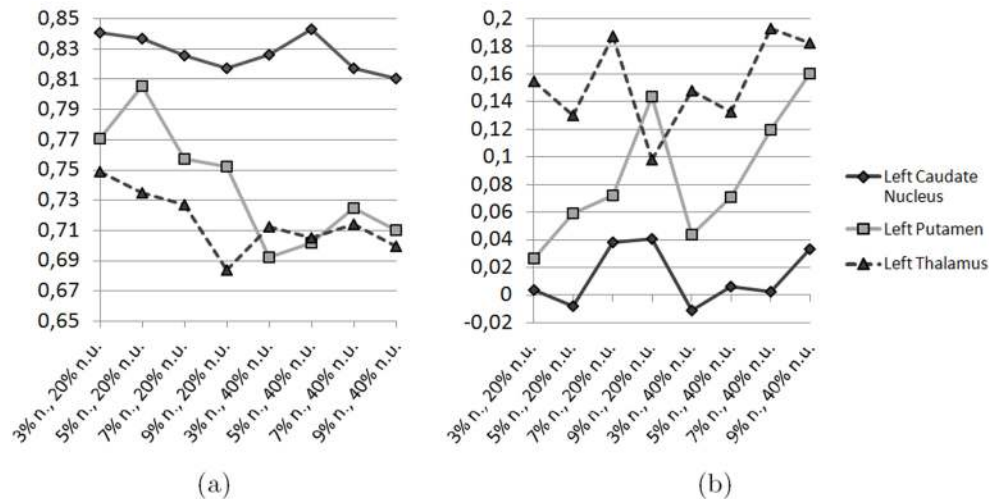 0,85
0,83
0,81
0,79
0,77
0,75
0,73
0,71
0,69
0,67
0,65
3% n., 20% n.u.
5% n., 20% n.u.
7% n., 20% n.u.
9% n., 20% n.u.
3% n., 40% n.u.
5% n., 40% n.u.
7% n., 40% n.u.
9% n., 40% n.u.
(a)
0,2
0,18
0,16
0,14
0,12
0,1
0,08
0,06
0,04
0,02
0
-0,02
3% n., 20% n.u.
5% n., 20% n.u.
7% n., 20% n.u.
9% n., 20% n.u.
3% n., 40% n.u.
5% n., 40% n.u.
7% n., 40% n.u.
9% n., 40% n.u.
(b)
Left Caudate
Nucleus
Left Putamen
Left Thalamus